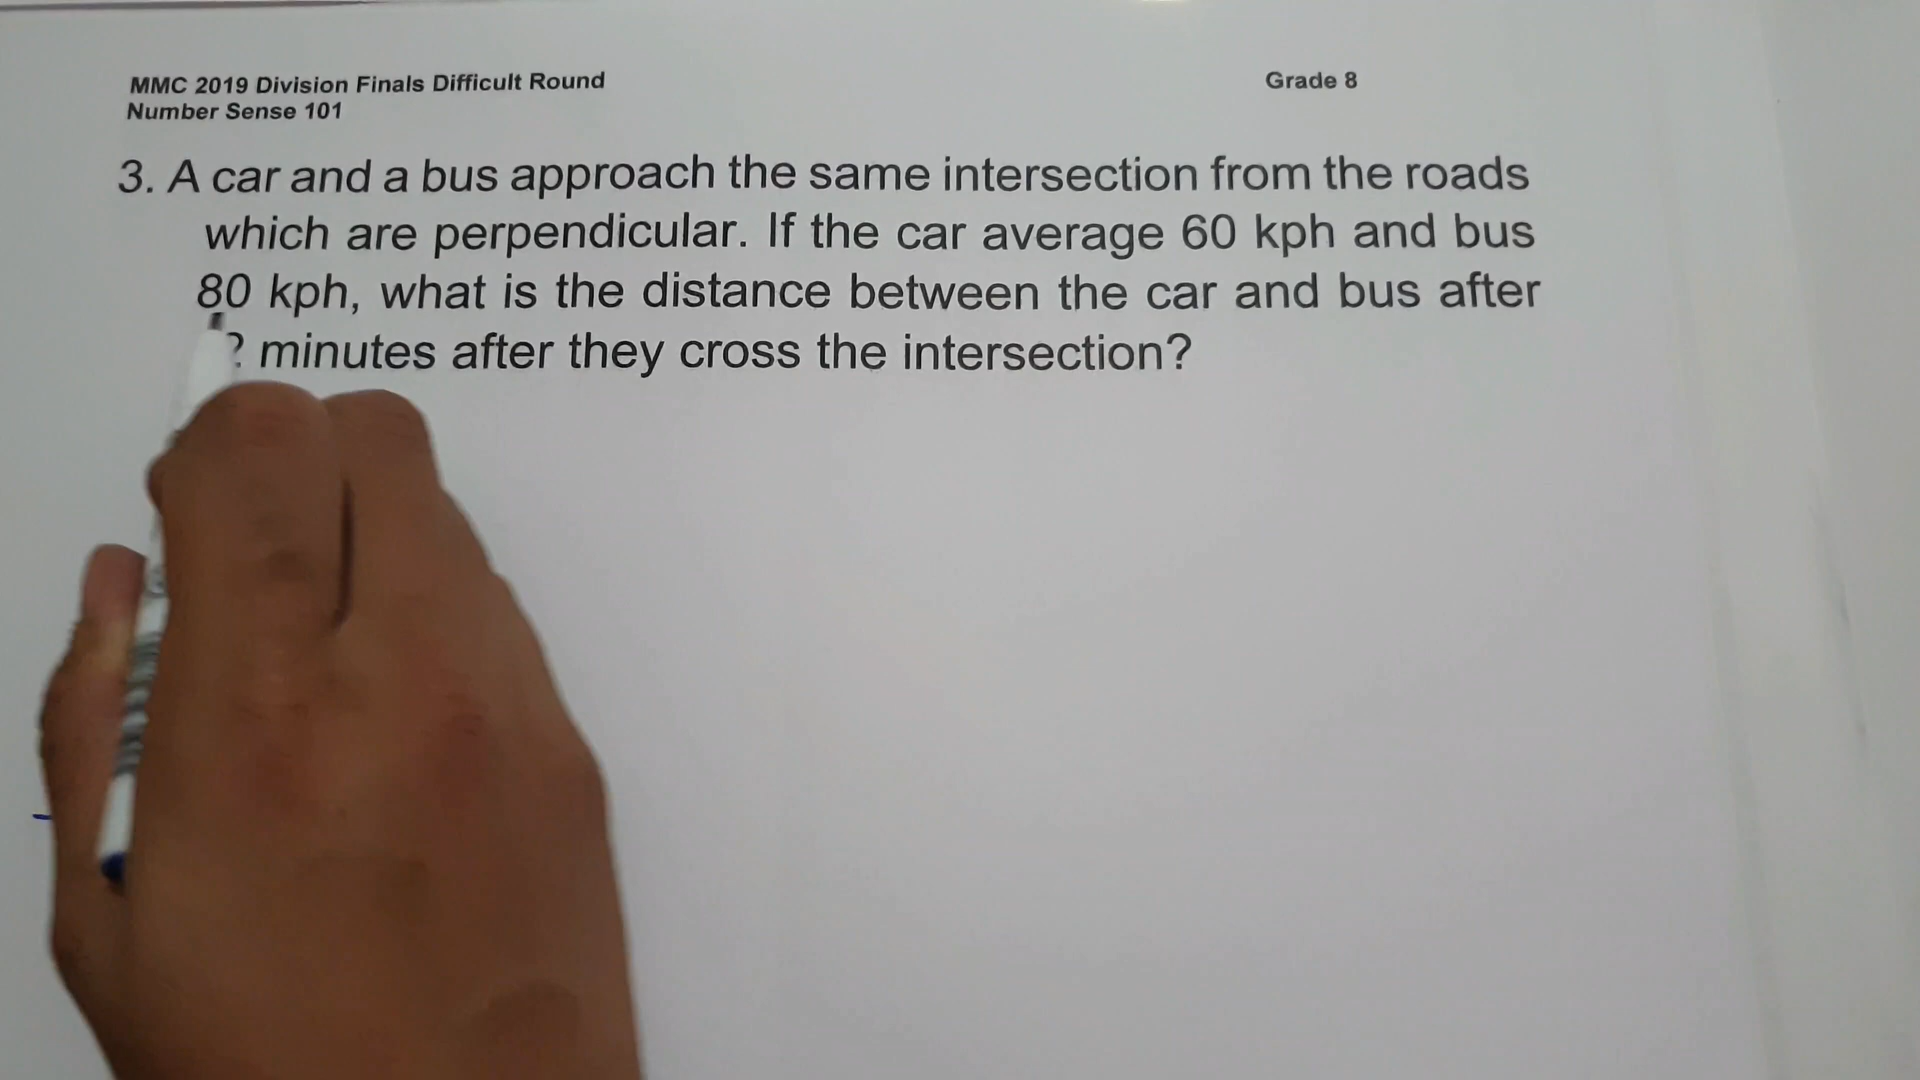 MMC 2019 Division Finals Difficult Round Grade 8
Number Sense 101
3. A car and a bus approach the same intersection from the roads
which are perpendicular. If the car average 60 kph and bus
80 kph, what is the distance between the car and bus after
minutes after they cross the intersection?